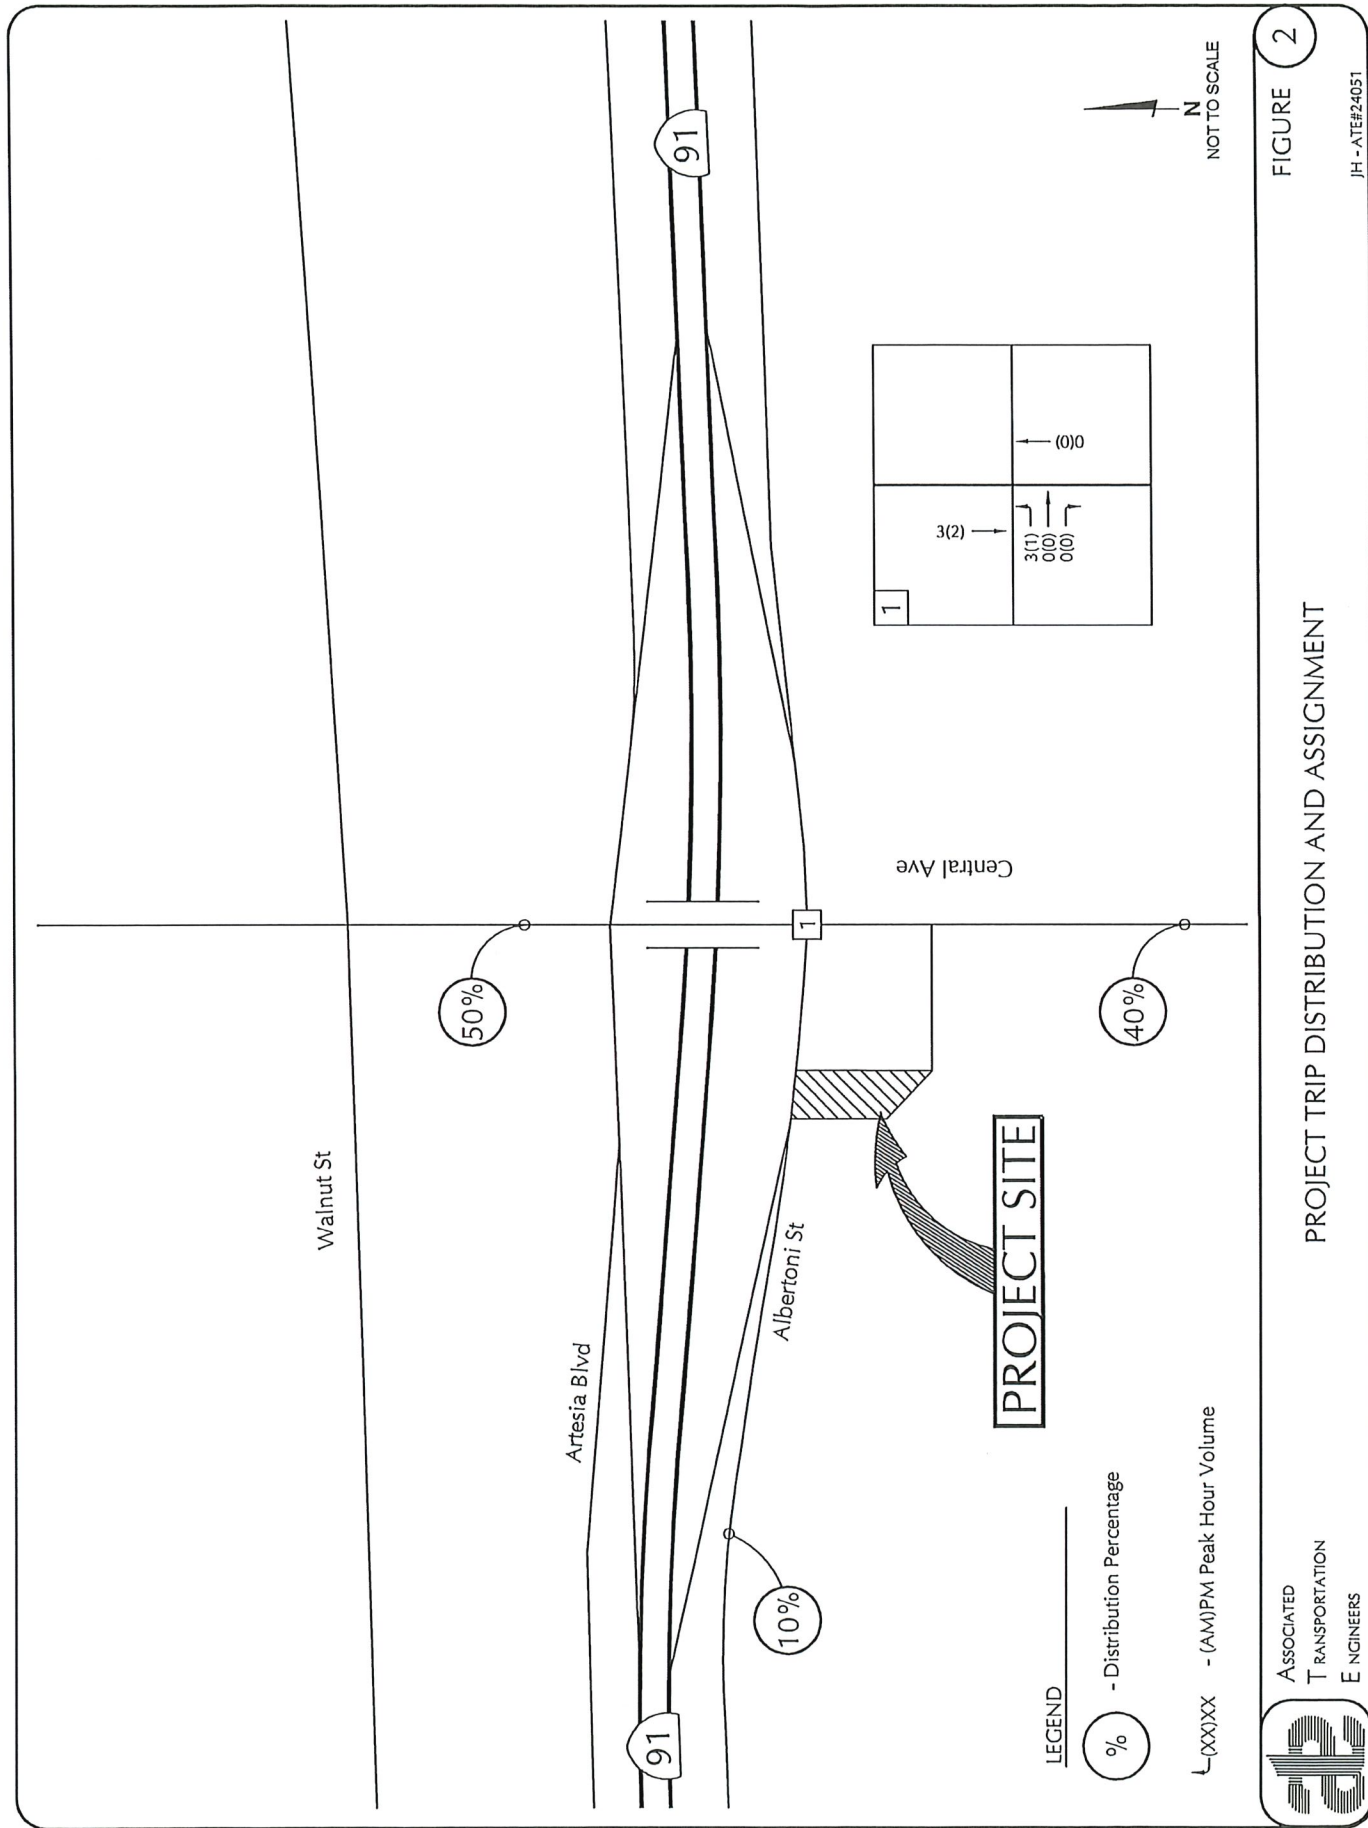 Walnut St
Artesia Blvd
91
91
50%
Albertoni St
10%
1
Central Ave
PROJECT SITE
40%
1
3(2)
3(1)
0(0)
0(0)
(0)0
LEGEND
% - Distribution Percentage
(XX)XX - (AM)PM Peak Hour Volume
N
NOT TO SCALE
ate
ASSOCIATED
TRANSPORTATION
ENGINEERS
PROJECT TRIP DISTRIBUTION AND ASSIGNMENT
FIGURE 2
JH - ATE#24051